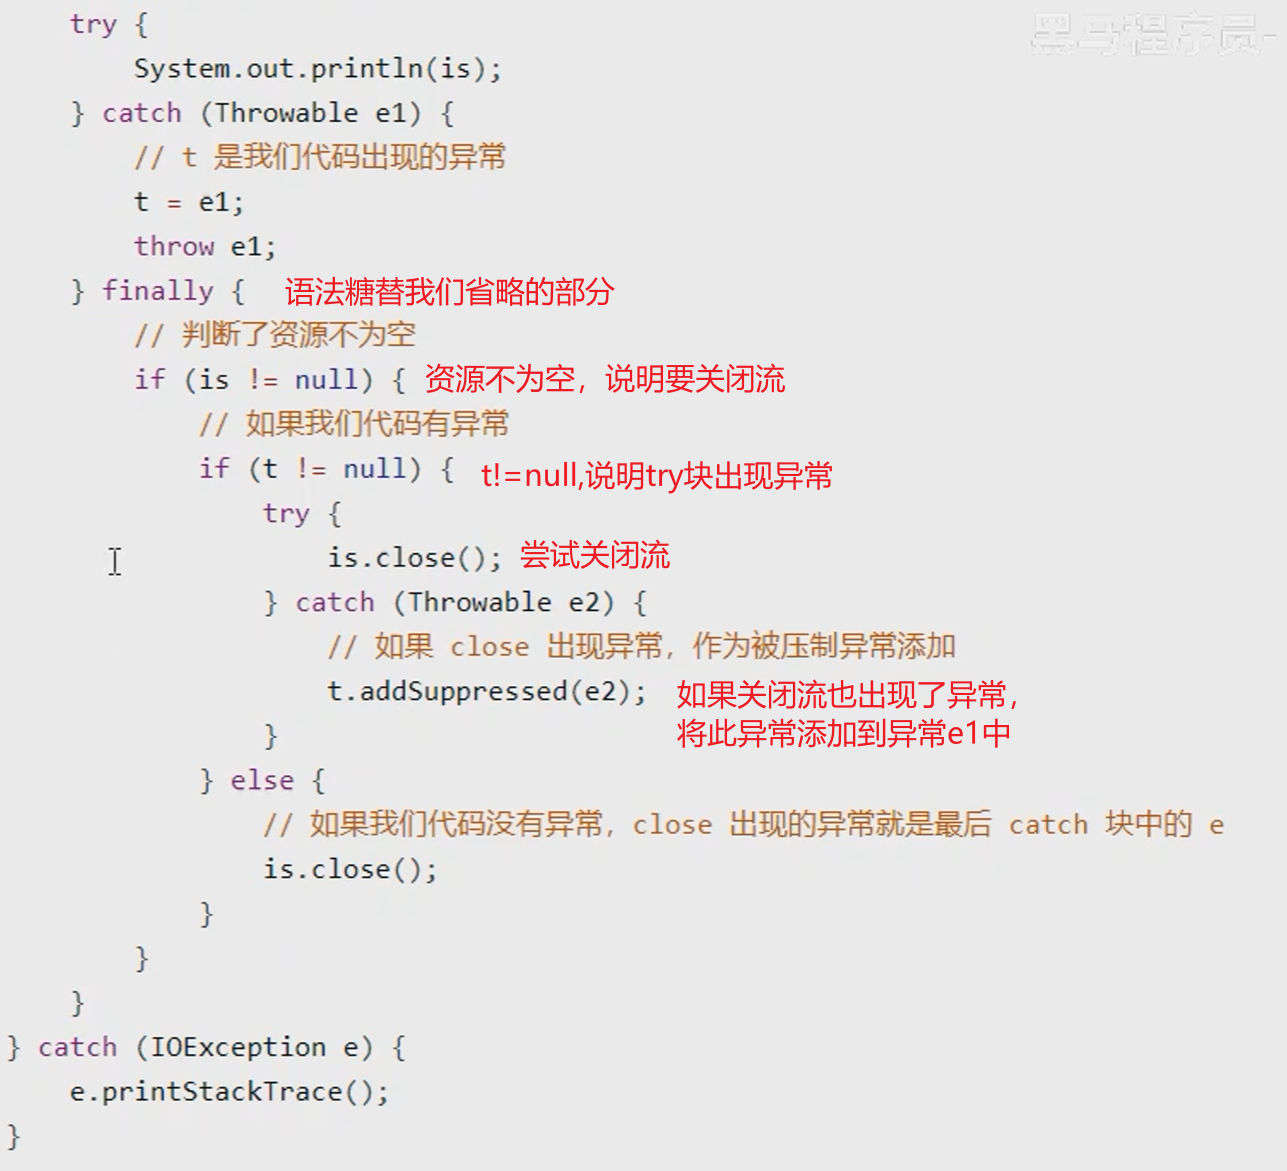 try {
黑马程序员-
System.out.println(is);
} catch (Throwable e1) {
// t 是我们代码出现的异常
t = e1;
throw e1;
} finally { 语法糖替我们省略的部分
// 判断了资源不为空
if (is != null) { 资源不为空，说明要关闭流
// 如果我们代码有异常
if (t != null) { t!=null,说明try块出现异常
try {
is.close(); 尝试关闭流
} catch (Throwable e2) {
// 如果 close 出现异常，作为被压制异常添加
t.addSuppressed(e2); 如果关闭流也出现了异常，
将此异常添加到异常e1中
}
} else {
// 如果我们代码没有异常，close 出现的异常就是最后 catch 块中的 e
is.close();
}
}
}
} catch (IOException e) {
e.printStackTrace();
}